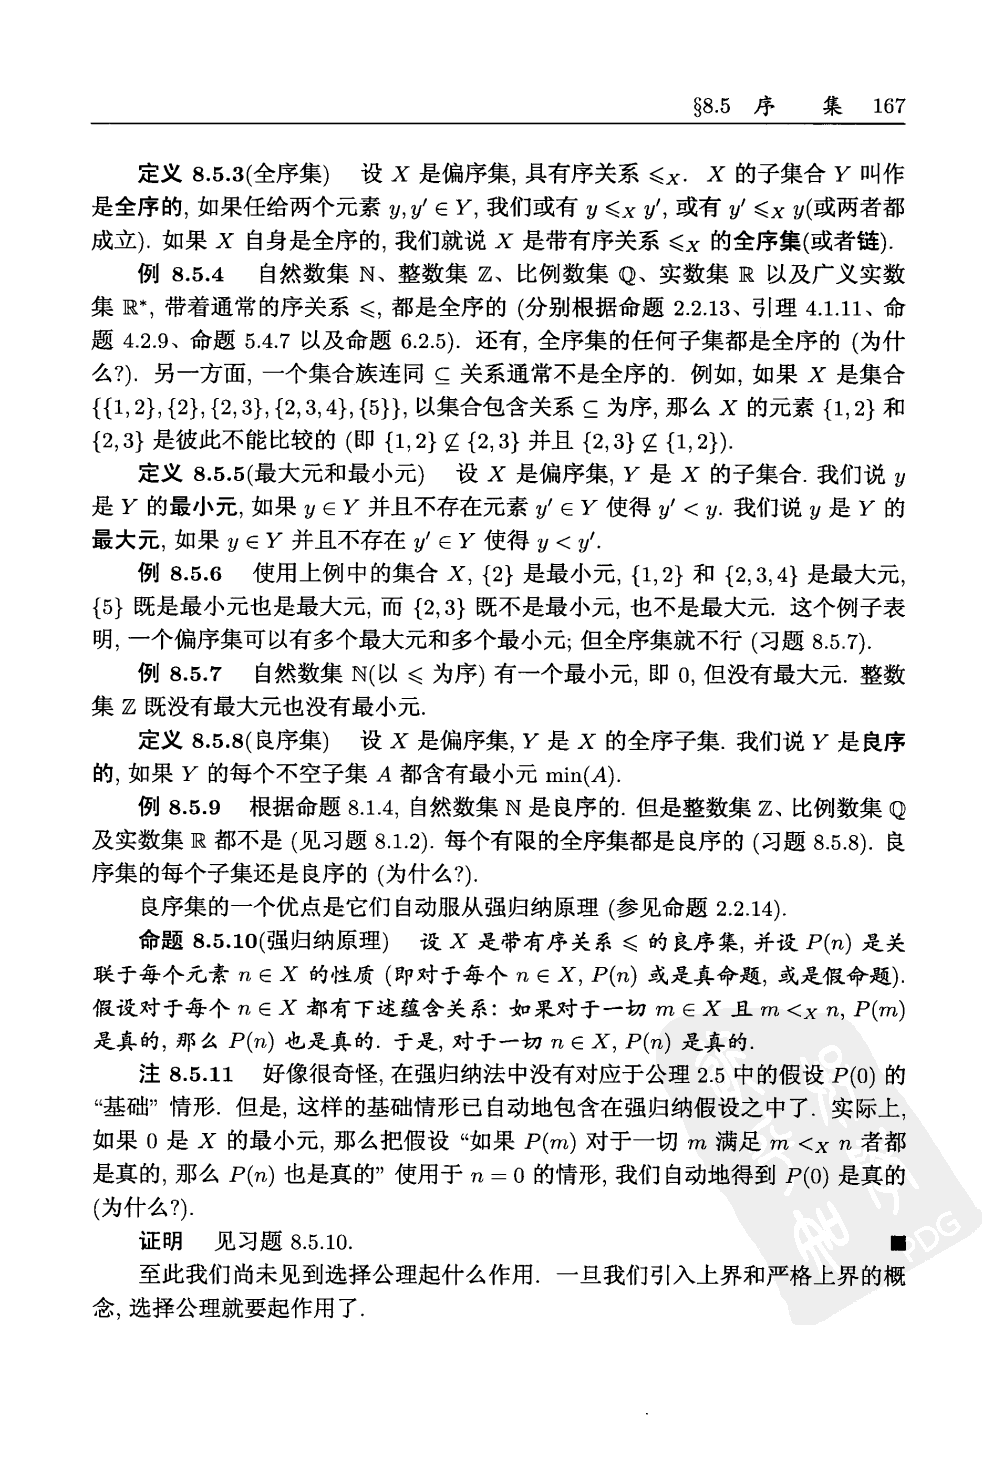 §8.5 序 集 167
定义 8.5.3(全序集) 设 X 是偏序集, 具有序关系 ⩽X. X 的子集合 Y 叫作
是全序的, 如果任给两个元素 y, y′ ∈ Y, 我们或有 y ⩽X y′, 或有 y′ ⩽X y(或两者都
成立). 如果 X 自身是全序的, 我们就说 X 是带有序关系 ⩽X 的全序集(或者链).
例 8.5.4 自然数集 ℕ、整数集 ℤ、比例数集 ℚ、实数集 ℝ 以及广义实数
集 ℝ*, 带着通常的序关系 ⩽, 都是全序的 (分别根据命题 2.2.13、引理 4.1.11、命
题 4.2.9、命题 5.4.7 以及命题 6.2.5). 还有, 全序集的任何子集都是全序的 (为什
么?). 另一方面, 一个集合族连同 ⊆ 关系通常不是全序的. 例如, 如果 X 是集合
{{1,2},{2},{2,3},{2,3,4},{5}}, 以集合包含关系 ⊆ 为序, 那么 X 的元素 {1,2} 和
{2,3} 是彼此不能比较的 (即 {1,2} ⊈ {2,3} 并且 {2,3} ⊈ {1,2}).
定义 8.5.5(最大元和最小元) 设 X 是偏序集, Y 是 X 的子集合. 我们说 y
是 Y 的最小元, 如果 y ∈ Y 并且不存在元素 y′ ∈ Y 使得 y′ < y. 我们说 y 是 Y 的
最大元, 如果 y ∈ Y 并且不存在 y′ ∈ Y 使得 y < y′.
例 8.5.6 使用上例中的集合 X, {2} 是最小元, {1,2} 和 {2,3,4} 是最大元,
{5} 既是最小元也是最大元, 而 {2,3} 既不是最小元, 也不是最大元. 这个例子表
明, 一个偏序集可以有多个最大元和多个最小元; 但全序集就不行 (习题 8.5.7).
例 8.5.7 自然数集 ℕ(以 ⩽ 为序) 有一个最小元, 即 0, 但没有最大元. 整数
集 ℤ 既没有最大元也没有最小元.
定义 8.5.8(良序集) 设 X 是偏序集, Y 是 X 的全序子集. 我们说 Y 是良序
的, 如果 Y 的每个不空子集 A 都含有最小元 min(A).
例 8.5.9 根据命题 8.1.4, 自然数集 ℕ 是良序的. 但是整数集 ℤ、比例数集 ℚ
及实数集 ℝ 都不是 (见习题 8.1.2). 每个有限的全序集都是良序的 (习题 8.5.8). 良
序集的每个子集还是良序的 (为什么?).
良序集的一个优点是它们自动服从强归纳原理 (参见命题 2.2.14).
命题 8.5.10(强归纳原理) 设 X 是带有序关系 ⩽ 的良序集, 并设 P(n) 是关
联于每个元素 n ∈ X 的性质 (即对于每个 n ∈ X, P(n) 或是真命题, 或是假命题).
假设对于每个 n ∈ X 都有下述蕴含关系: 如果对于一切 m ∈ X 且 m <X n, P(m)
是真的, 那么 P(n) 也是真的. 于是, 对于一切 n ∈ X, P(n) 是真的.
注 8.5.11 好像很奇怪, 在强归纳法中没有对应于公理 2.5 中的假设 P(0) 的
“基础” 情形. 但是, 这样的基础情形已自动地包含在强归纳假设之中了. 实际上,
如果 0 是 X 的最小元, 那么把假设 “如果 P(m) 对于一切 m 满足 m <X n 者都
是真的, 那么 P(n) 也是真的” 使用于 n = 0 的情形, 我们自动地得到 P(0) 是真的
(为什么?).
证明 见习题 8.5.10. ■
至此我们尚未见到选择公理起什么作用. 一旦我们引入上界和严格上界的概
念, 选择公理就要起作用了.
PDG